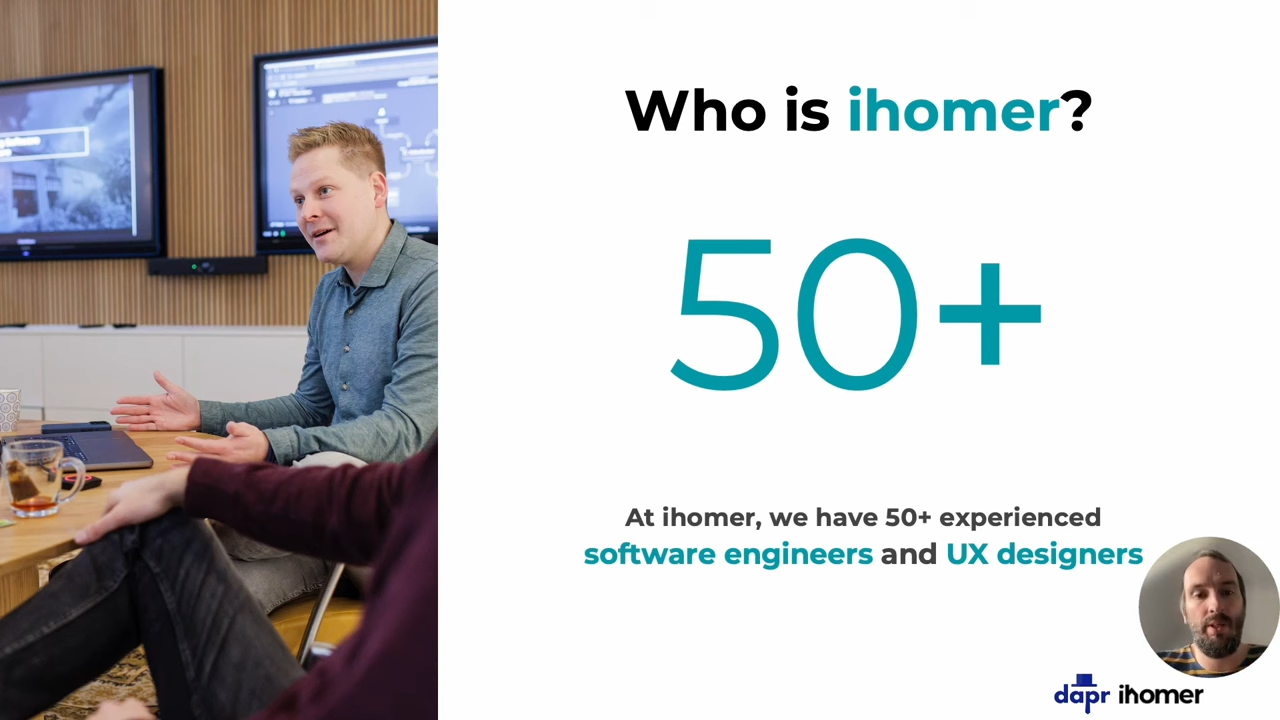 Who is ihomer?
50+
At ihomer, we have 50+ experienced
software engineers and UX designers
dapr ihomer